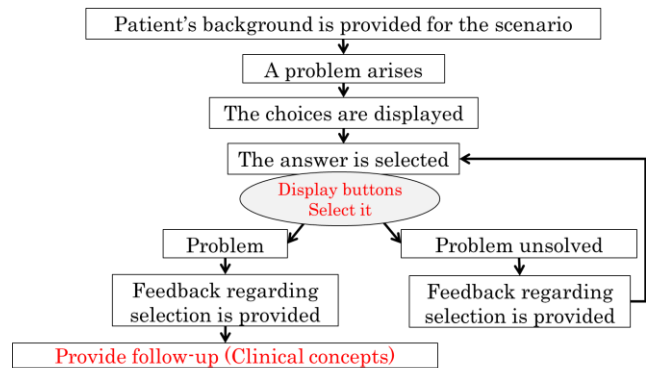 Patient's background is provided for the scenario
A problem arises
The choices are displayed
The answer is selected
Display buttons
Select it
Problem
Problem unsolved
Feedback regarding
selection is provided
Feedback regarding
selection is provided
Provide follow-up (Clinical concepts)